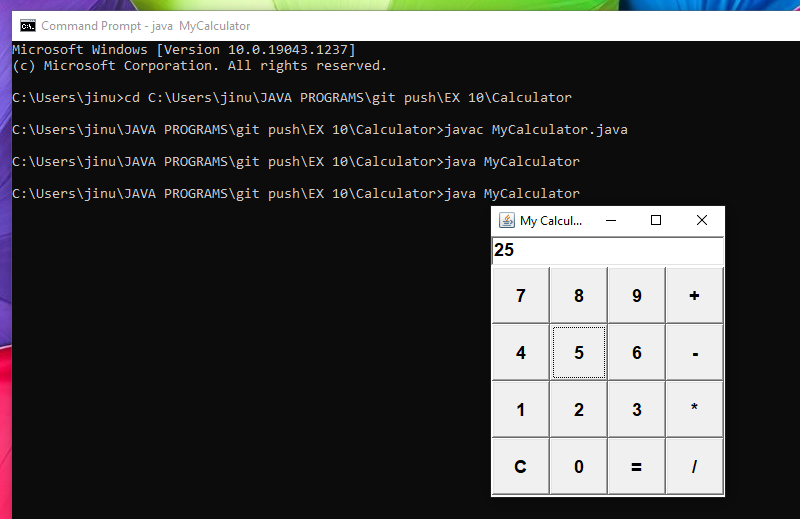 Command Prompt - java  MyCalculator
Microsoft Windows [Version 10.0.19043.1237]
(c) Microsoft Corporation. All rights reserved.
C:\Users\jinu>cd C:\Users\jinu\JAVA PROGRAMS\git push\EX 10\Calculator
C:\Users\jinu\JAVA PROGRAMS\git push\EX 10\Calculator>javac MyCalculator.java
C:\Users\jinu\JAVA PROGRAMS\git push\EX 10\Calculator>java MyCalculator
C:\Users\jinu\JAVA PROGRAMS\git push\EX 10\Calculator>java MyCalculator
My Calcul...
25
7 8 9 +
4 5 6 -
1 2 3 *
C 0 = /